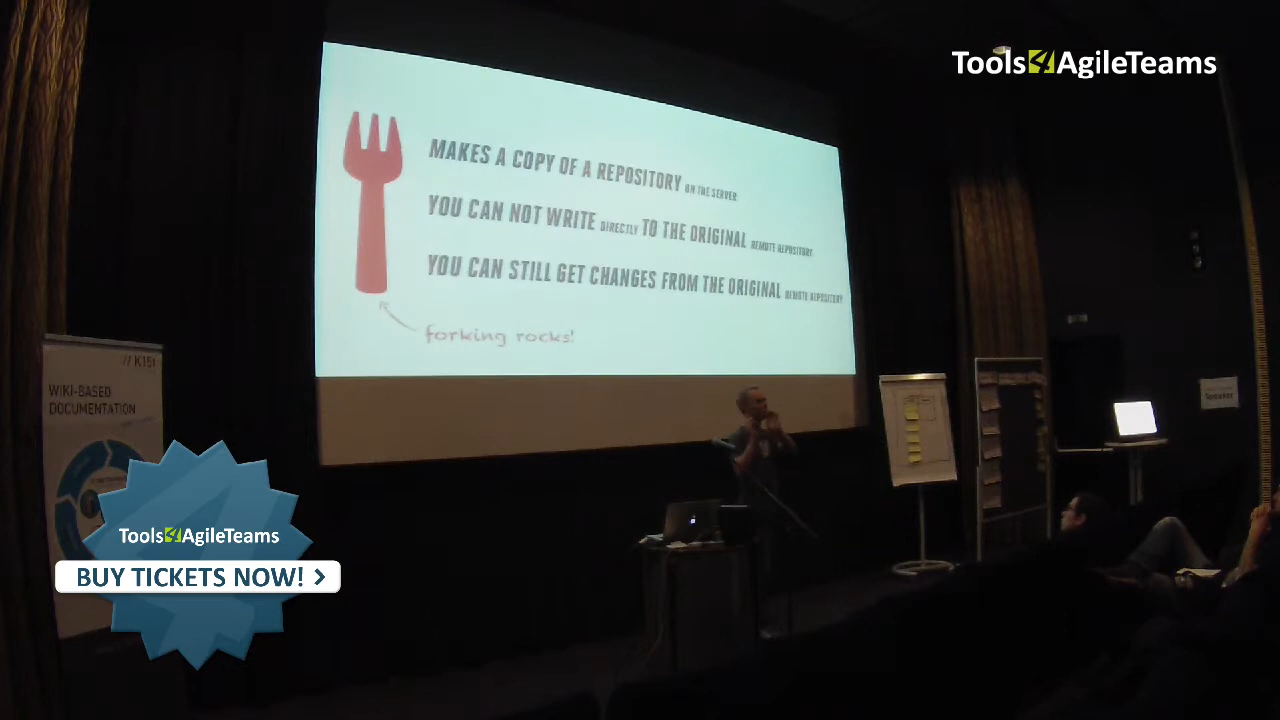 Tools4AgileTeams
MAKES A COPY OF A REPOSITORY ON THE SERVER
YOU CAN NOT WRITE DIRECTLY TO THE ORIGINAL REMOTE REPOSITORY
YOU CAN STILL GET CHANGES FROM THE ORIGINAL REMOTE REPOSITORY
forking rocks!
// K15t
WIKI-BASED
DOCUMENTATION
Speaker
Tools4AgileTeams
BUY TICKETS NOW! >